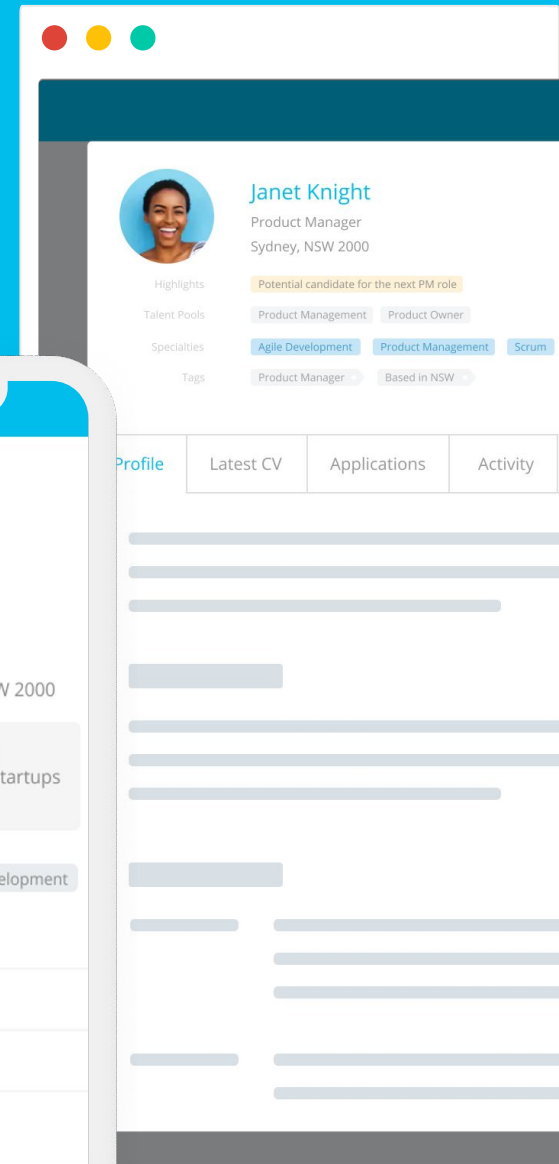 Janet Knight
Product Manager
Sydney, NSW 2000
Highlights Potential candidate for the next PM role
Talent Pools Product Management Product Owner
Specialties Agile Development Product Management Scrum
Tags Product Manager Based in NSW
Profile Latest CV Applications Activity
W 2000
tartups
elopment